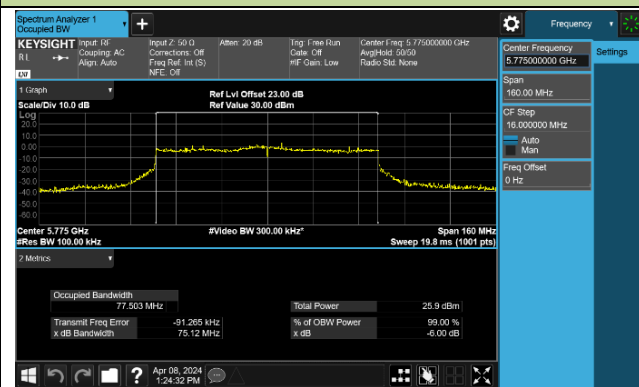 Spectrum Analyzer 1
Occupied BW
Frequency
KEYSIGHT
Input: RF
Coupling: AC
Align: Auto
Input Z: 50 Ω
Corrections: Off
Freq Ref: Int (S)
NFE: Off
Atten: 20 dB
Trig: Free Run
Gate: Off
#IF Gain: Low
Center Freq: 5.775000000 GHz
Avg|Hold: 50/50
Radio Std: None
Center Frequency
5.775000000 GHz
Settings
Span
160.00 MHz
CF Step
16.000000 MHz
Auto
Man
Freq Offset
0 Hz
1 Graph
Scale/Div 10.0 dB
Ref Lvl Offset 23.00 dB
Ref Value 30.00 dBm
Log
20.0
10.0
0.00
-10.0
-20.0
-30.0
-40.0
-50.0
-60.0
Center 5.775 GHz
#Res BW 100.00 kHz
#Video BW 300.00 kHz*
Span 160 MHz
Sweep 19.8 ms (1001 pts)
2 Metrics
Occupied Bandwidth
77.503 MHz
Total Power
25.9 dBm
Transmit Freq Error
-91.265 kHz
% of OBW Power
99.00 %
x dB Bandwidth
75.12 MHz
x dB
-6.00 dB
Apr 08, 2024
1:24:32 PM